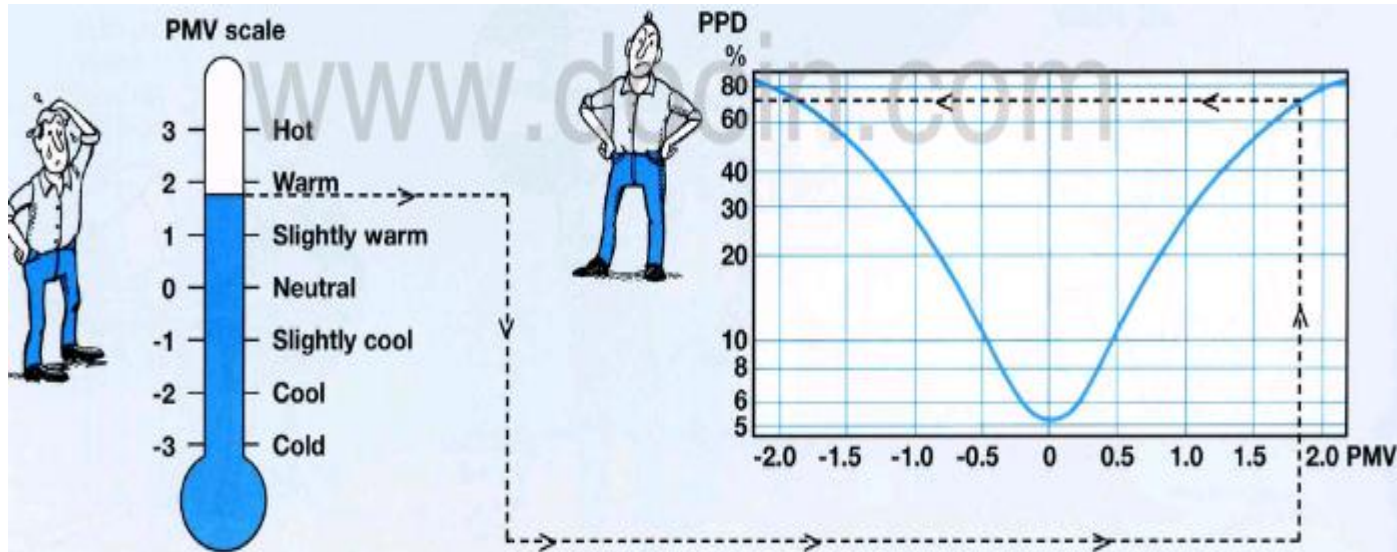 PMV scale
3 Hot
2 Warm
1 Slightly warm
0 Neutral
-1 Slightly cool
-2 Cool
-3 Cold
PPD
%
80
60
40
30
20
10
8
6
5
-2.0 -1.5 -1.0 -0.5 0 0.5 1.0 1.5 2.0 PMV
www.docin.com